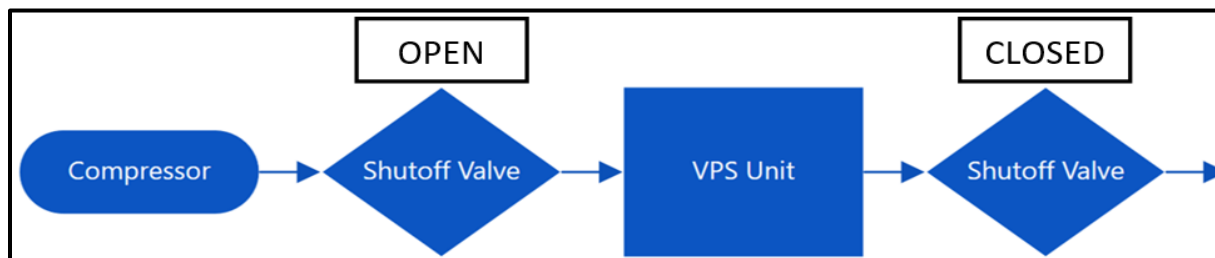 OPEN
CLOSED
Compressor
Shutoff Valve
VPS Unit
Shutoff Valve